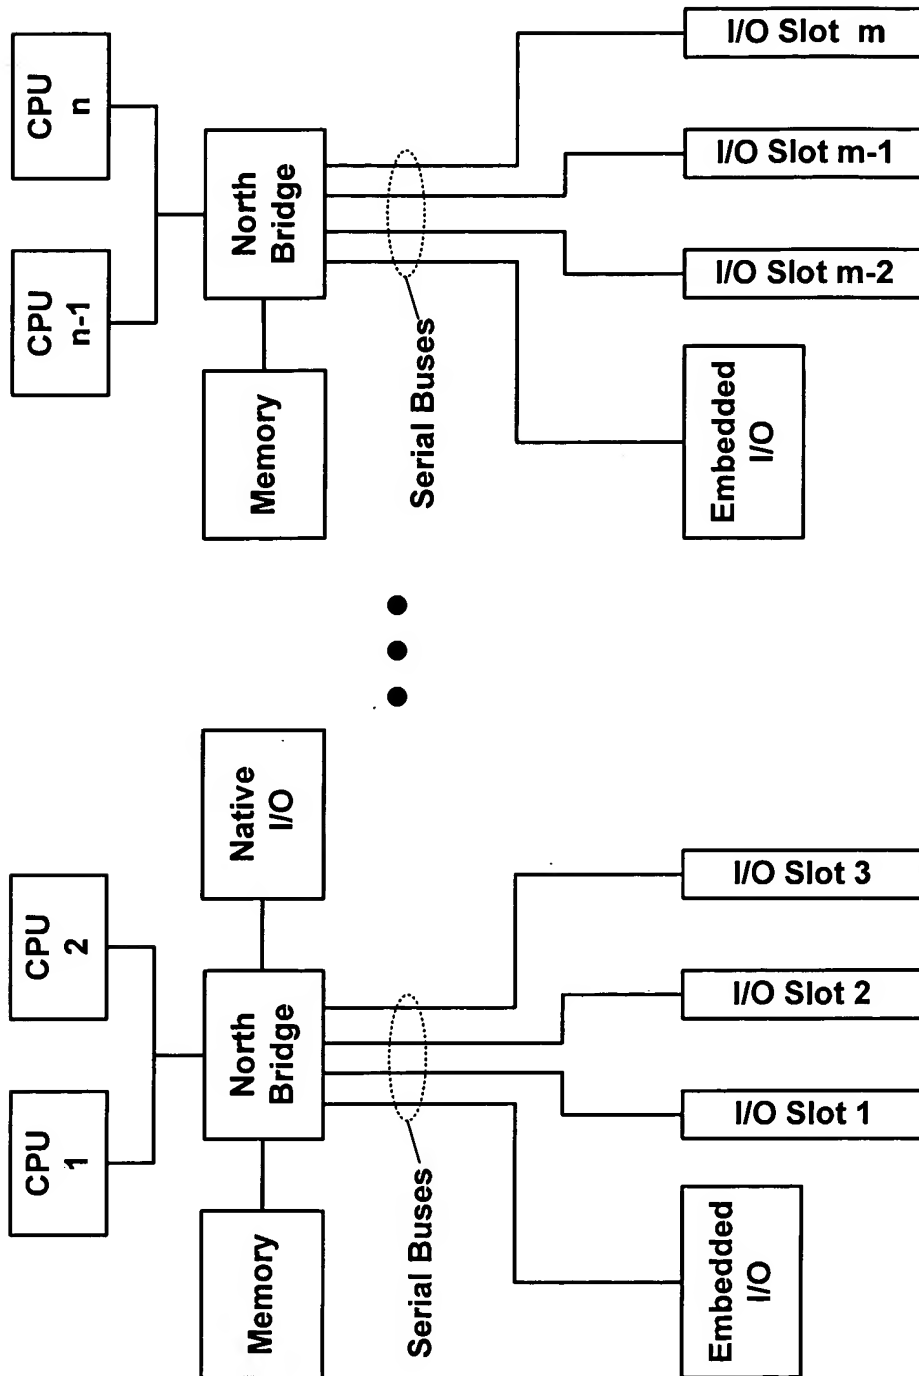 CPU
1
CPU
2
Memory
North
Bridge
Native
I/O
Serial Buses
Embedded
I/O
I/O Slot 1
I/O Slot 2
I/O Slot 3
CPU
n-1
CPU
n
Memory
North
Bridge
Serial Buses
Embedded
I/O
I/O Slot m-2
I/O Slot m-1
I/O Slot m